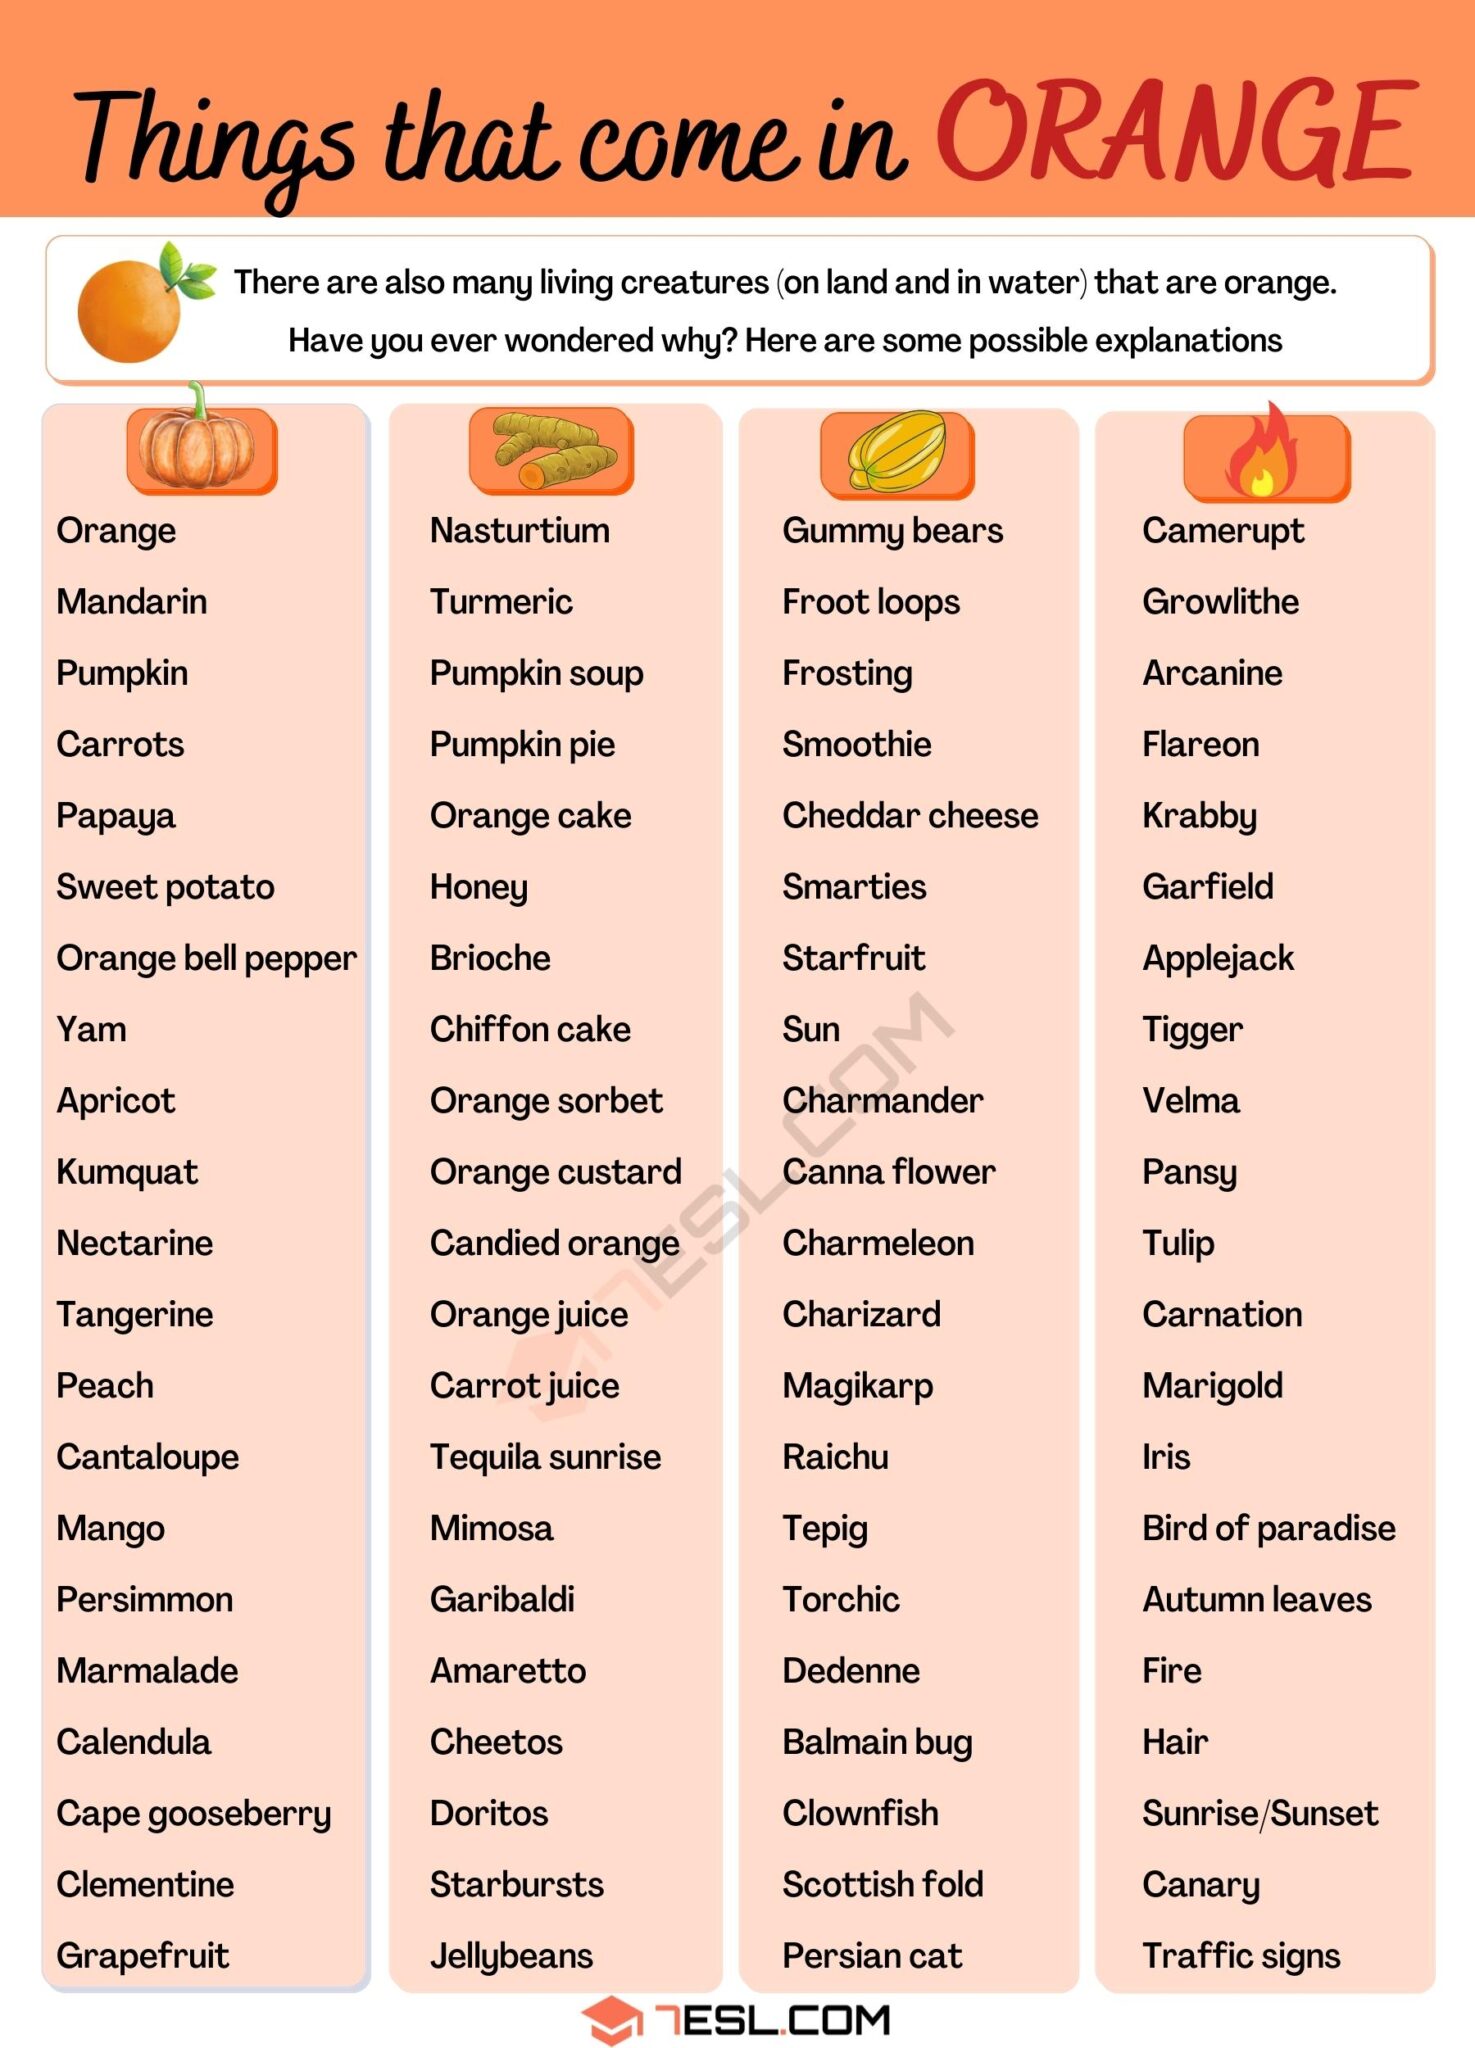 Things that come in ORANGE
There are also many living creatures (on land and in water) that are orange.
Have you ever wondered why? Here are some possible explanations
Orange
Mandarin
Pumpkin
Carrots
Papaya
Sweet potato
Orange bell pepper
Yam
Apricot
Kumquat
Nectarine
Tangerine
Peach
Cantaloupe
Mango
Persimmon
Marmalade
Calendula
Cape gooseberry
Clementine
Grapefruit
Nasturtium
Turmeric
Pumpkin soup
Pumpkin pie
Orange cake
Honey
Brioche
Chiffon cake
Orange sorbet
Orange custard
Candied orange
Orange juice
Carrot juice
Tequila sunrise
Mimosa
Garibaldi
Amaretto
Cheetos
Doritos
Starbursts
Jellybeans
Gummy bears
Froot loops
Frosting
Smoothie
Cheddar cheese
Smarties
Starfruit
Sun
Charmander
Canna flower
Charmeleon
Charizard
Magikarp
Raichu
Tepig
Torchic
Dedenne
Balmain bug
Clownfish
Scottish fold
Persian cat
Camerupt
Growlithe
Arcanine
Flareon
Krabby
Garfield
Applejack
Tigger
Velma
Pansy
Tulip
Carnation
Marigold
Iris
Bird of paradise
Autumn leaves
Fire
Hair
Sunrise/Sunset
Canary
Traffic signs
7ESL.COM
7ESL.COM